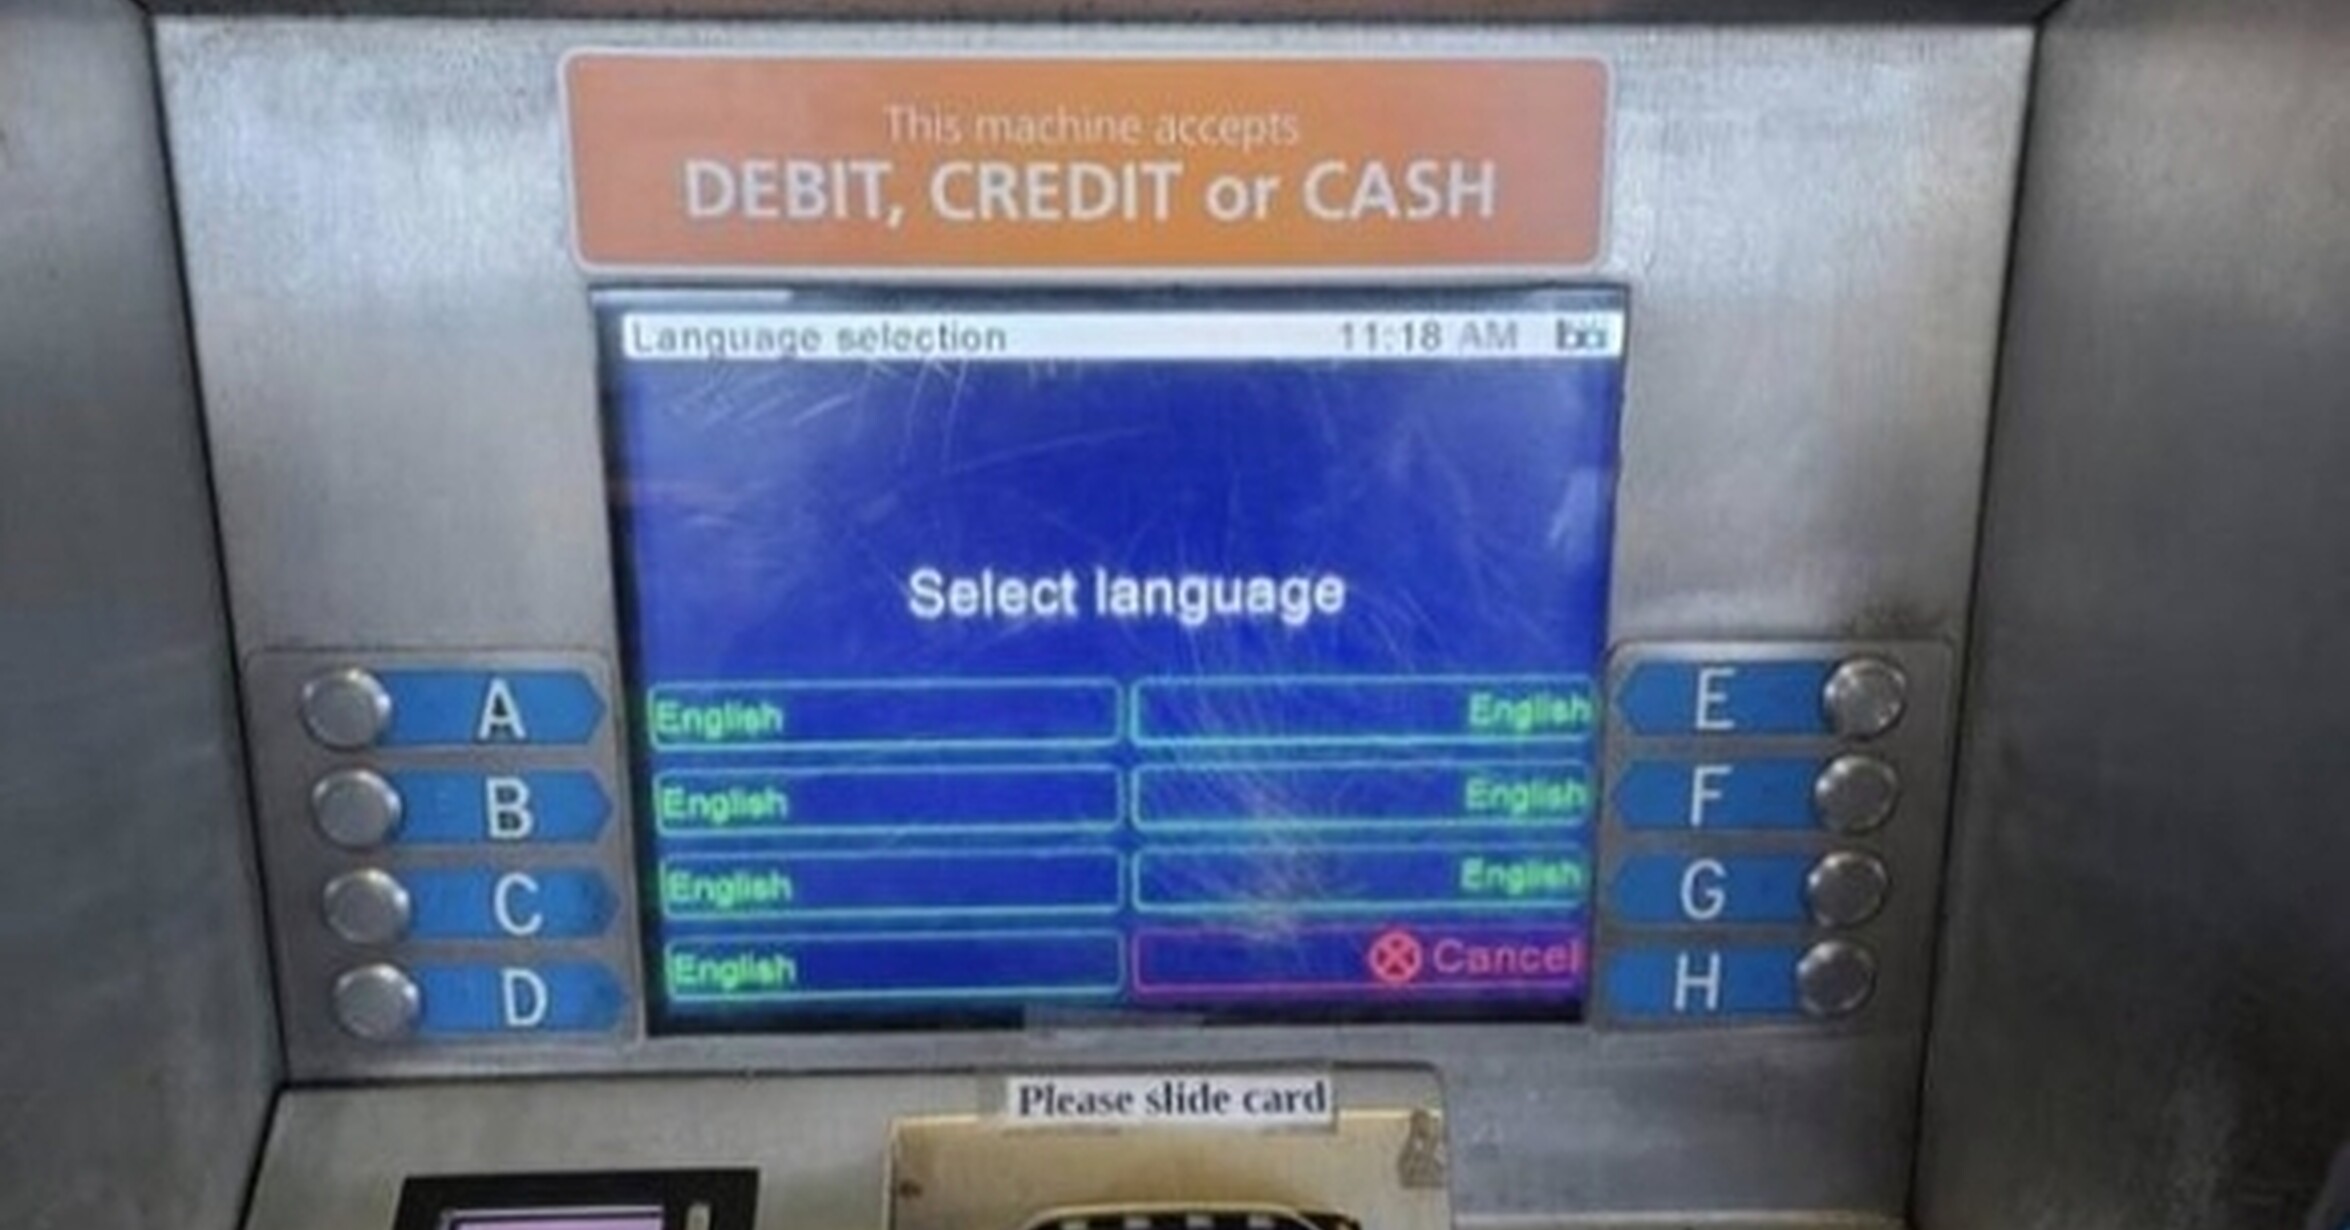 This machine accepts
DEBIT, CREDIT or CASH
Language selection 11:18 AM
Select language
A English English E
B English English F
C English English G
D English Cancel H
Please slide card